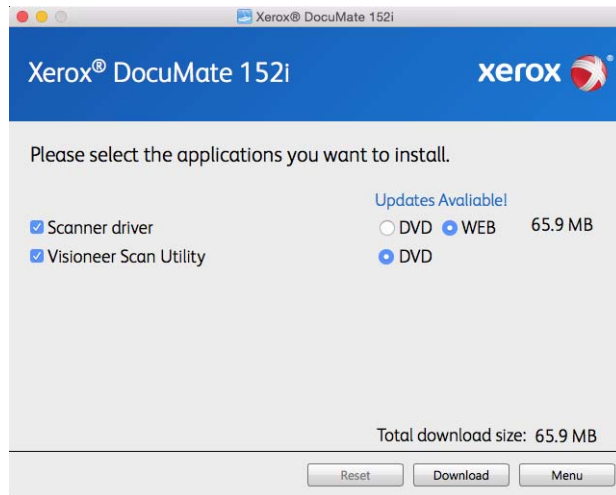 Xerox® DocuMate 152i
Xerox® DocuMate 152i
xerox ®
Please select the applications you want to install.
Updates Avaliable!
Scanner driver DVD WEB 65.9 MB
Visioneer Scan Utility DVD
Total download size: 65.9 MB
Reset Download Menu